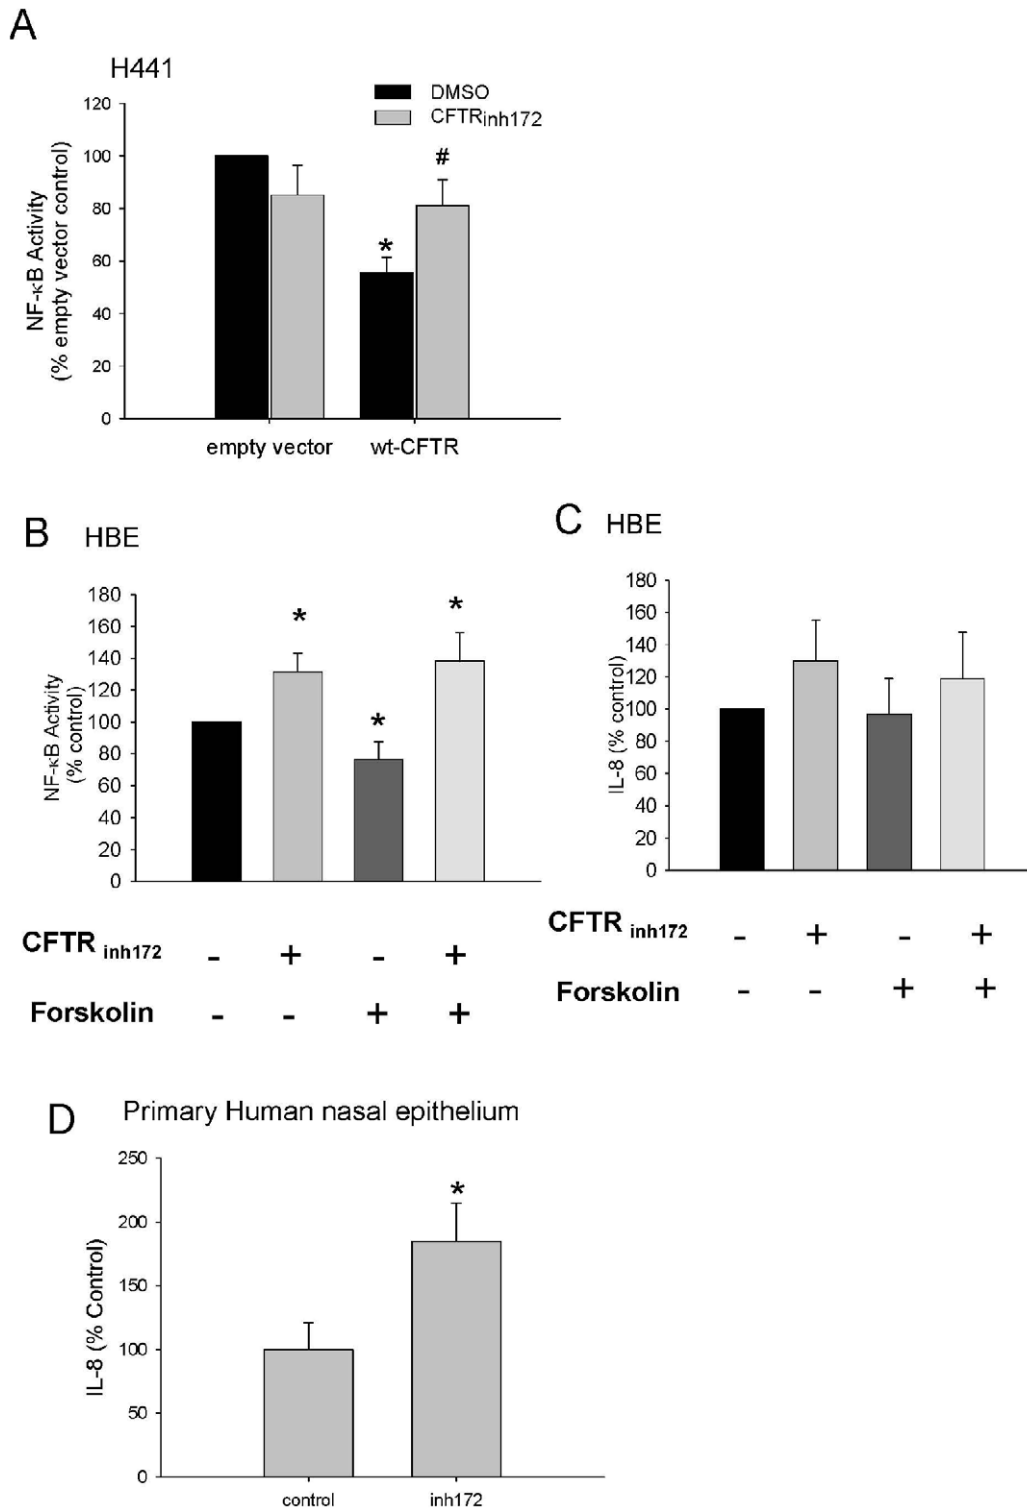 A
H441
DMSO
CFTRinh172
120
100
80
60
40
20
0
NF-κB Activity
(% empty vector control)
*
#
empty vector wt-CFTR
B HBE
180
160
140
120
100
80
60
40
20
0
NF-κB Activity
(% control)
* * *
CFTR inh172 - + - +
Forskolin - - + +
C HBE
180
160
140
120
100
80
60
40
20
0
IL-8 (% control)
CFTR inh172 - + - +
Forskolin - - + +
D Primary Human nasal epithelium
250
200
150
100
50
0
IL-8 (% Control)
*
control inh172